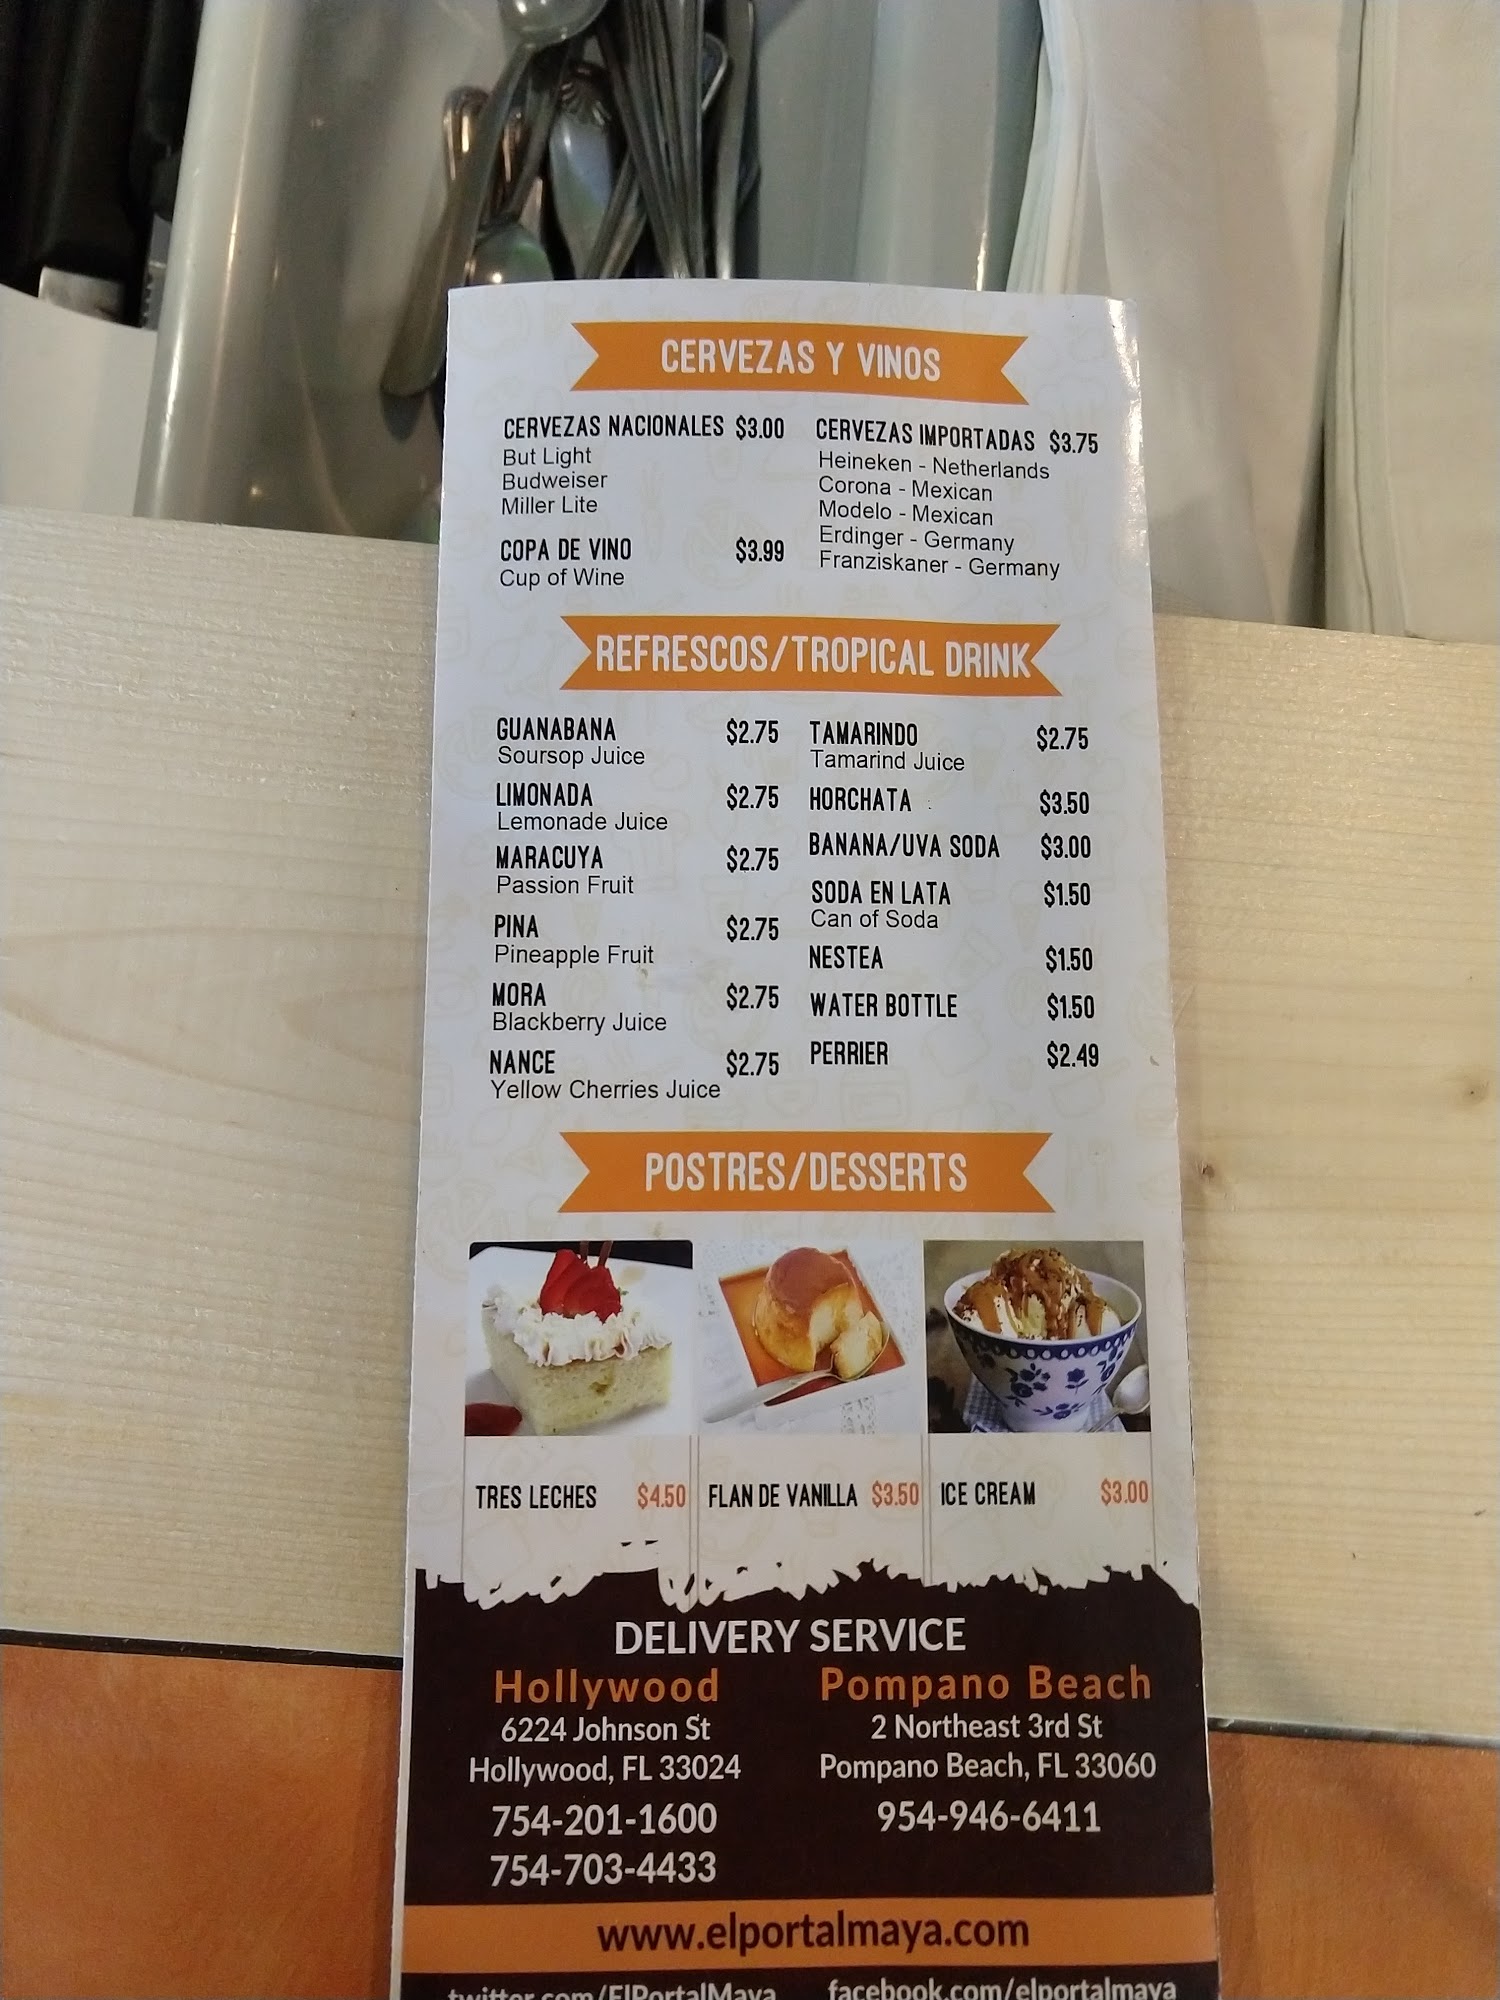 CERVEZAS Y VINOS
CERVEZAS NACIONALES $3.00
But Light
Budweiser
Miller Lite
COPA DE VINO $3.99
Cup of Wine
CERVEZAS IMPORTADAS $3.75
Heineken - Netherlands
Corona - Mexican
Modelo - Mexican
Erdinger - Germany
Franziskaner - Germany
REFRESCOS/TROPICAL DRINK
GUANABANA $2.75
Soursop Juice
LIMONADA $2.75
Lemonade Juice
MARACUYA $2.75
Passion Fruit
PINA $2.75
Pineapple Fruit
MORA $2.75
Blackberry Juice
NANCE $2.75
Yellow Cherries Juice
TAMARINDO $2.75
Tamarind Juice
HORCHATA $3.50
BANANA/UVA SODA $3.00
SODA EN LATA $1.50
Can of Soda
NESTEA $1.50
WATER BOTTLE $1.50
PERRIER $2.49
POSTRES/DESSERTS
TRES LECHES $4.50
FLAN DE VANILLA $3.50
ICE CREAM $3.00
DELIVERY SERVICE
Hollywood
6224 Johnson St
Hollywood, FL 33024
754-201-1600
754-703-4433
Pompano Beach
2 Northeast 3rd St
Pompano Beach, FL 33060
954-946-6411
www.elportalmaya.com
twitter.com/ElPortalMaya
facebook.com/elportalmaya